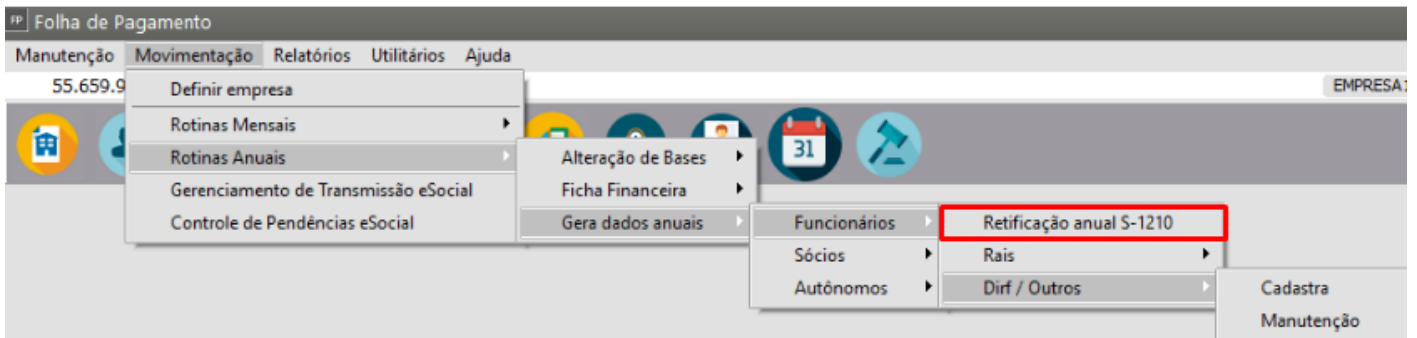 FP Folha de Pagamento
Manutenção Movimentação Relatórios Utilitários Ajuda
55.659.9 EMPRESA1
Definir empresa
Rotinas Mensais
31
Rotinas Anuais
Alteração de Bases
Gerenciamento de Transmissão eSocial
Ficha Financeira
Controle de Pendências eSocial
Gera dados anuais
Funcionários
Retificação anual S-1210
Sócios
Rais
Autônomos
Dirf / Outros
Cadastra
Manutenção